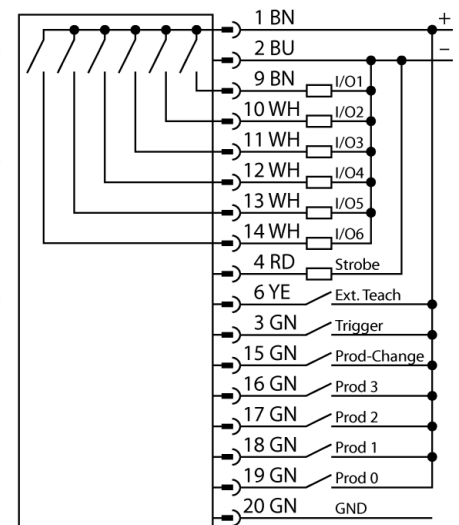 1 BN +
2 BU −
9 BN I/O1
10 WH I/O2
11 WH I/O3
12 WH I/O4
13 WH I/O5
14 WH I/O6
4 RD Strobe
6 YE Ext. Teach
3 GN Trigger
15 GN Prod-Change
16 GN Prod 3
17 GN Prod 2
18 GN Prod 1
19 GN Prod 0
20 GN GND